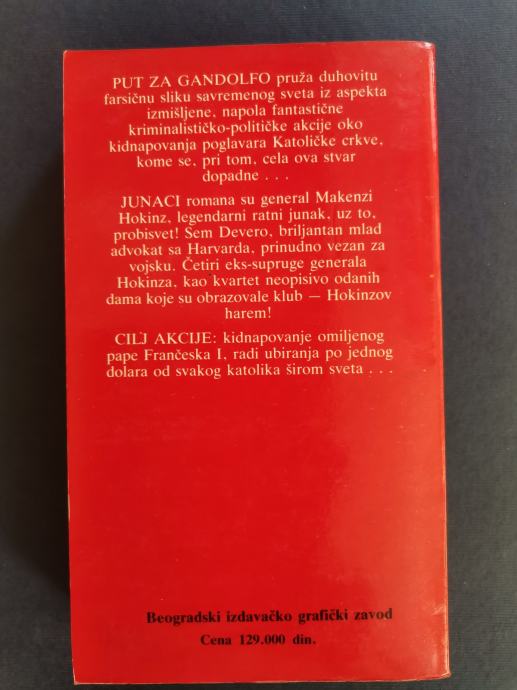 PUT ZA GANDOLFO pruža duhovitu
farsičnu sliku savremenog sveta iz aspekta
izmišljene, napola fantastične
kriminalističko-političke akcije oko
kidnapovanja poglavara Katoličke crkve,
kome se, pri tom, cela ova stvar
dopadne . . .
JUNACI romana su general Makenzi
Hokinz, legendarni ratni junak, uz to,
probisvet! Sem Devero, briljantan mlad
advokat sa Harvarda, prinudno vezan za
vojsku. Četiri eks-supruge generala
Hokinza, kao kvartet neopisivo odanih
dama koje su obrazovale klub — Hokinzov
harem!
CILJ AKCIJE: kidnapovanje omiljenog
pape Frančeska I, radi ubiranja po jednog
dolara od svakog katolika širom sveta . . .
Beogradski izdavačko grafički zavod
Cena 129.000 din.